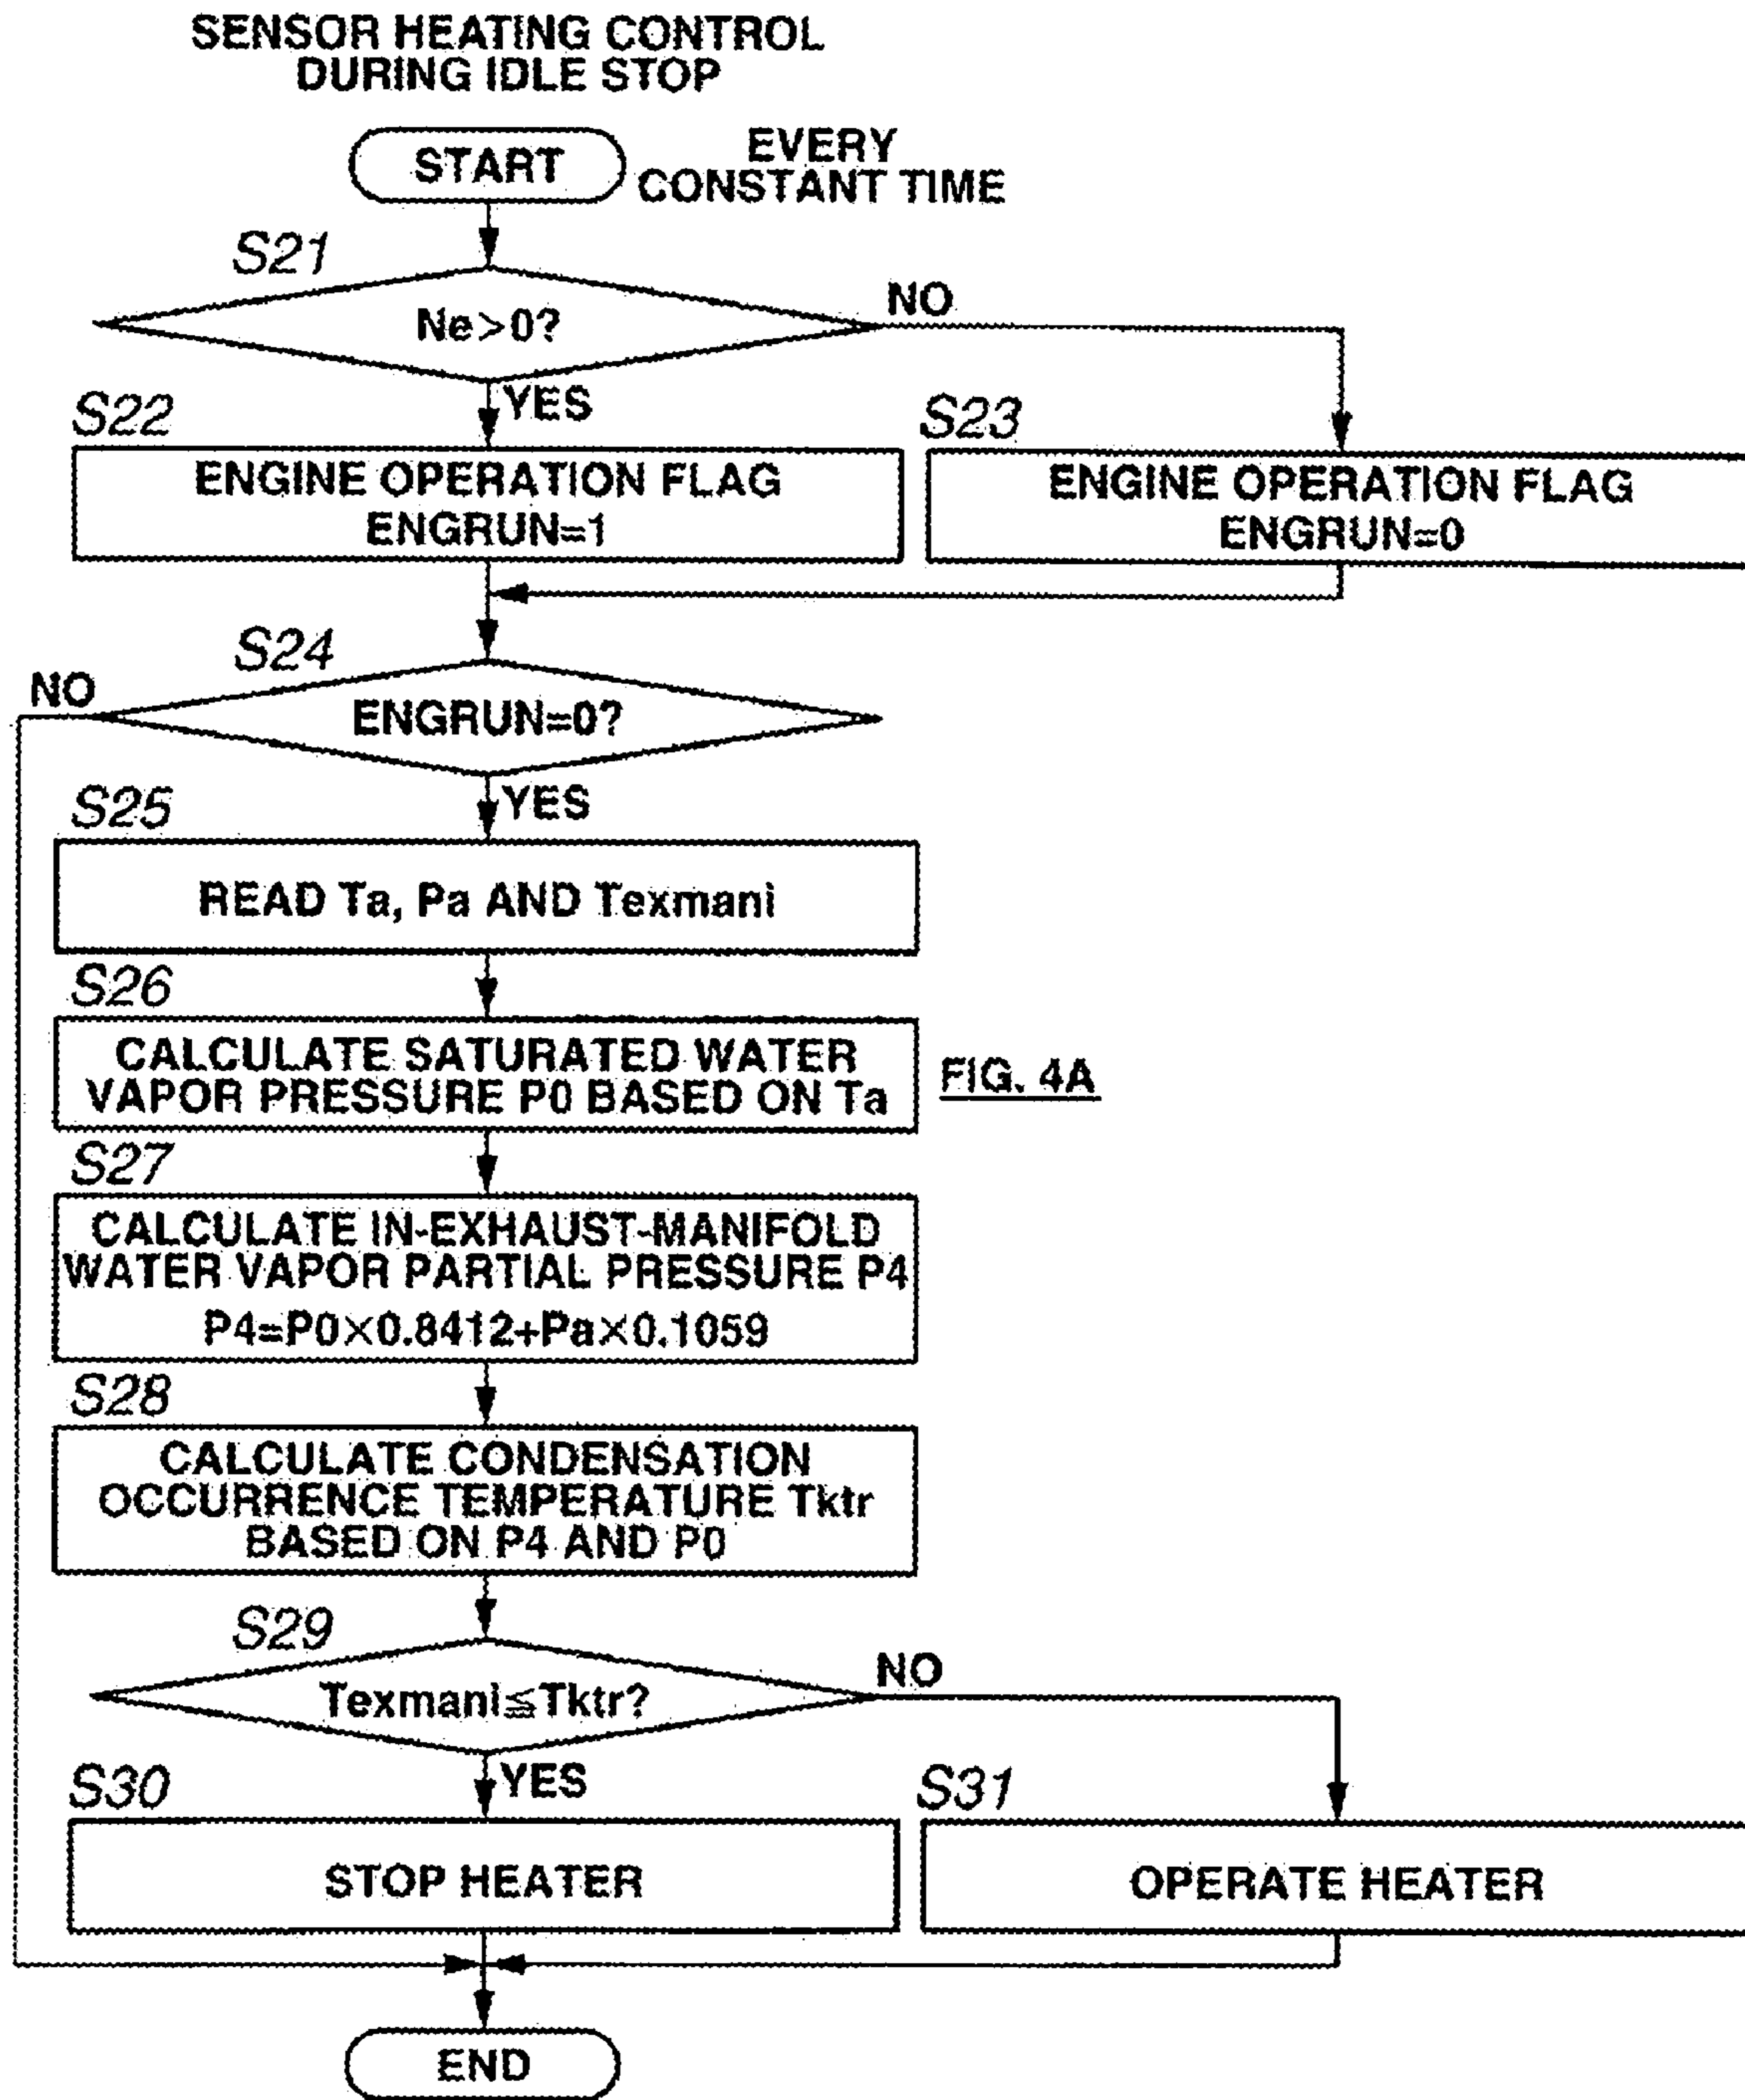 SENSOR HEATING CONTROL
DURING IDLE STOP
START
EVERY
CONSTANT TIME
S21
Ne>0?
NO
YES
S22
ENGINE OPERATION FLAG
ENGRUN=1
S23
ENGINE OPERATION FLAG
ENGRUN=0
S24
NO
ENGRUN=0?
YES
S25
READ Ta, Pa AND Texmani
S26
CALCULATE SATURATED WATER
VAPOR PRESSURE P0 BASED ON Ta
FIG. 4A
S27
CALCULATE IN-EXHAUST-MANIFOLD
WATER VAPOR PARTIAL PRESSURE P4
P4=P0×0.8412+Pa×0.1059
S28
CALCULATE CONDENSATION
OCCURRENCE TEMPERATURE Tktr
BASED ON P4 AND P0
S29
Texmani≦Tktr?
NO
YES
S30
STOP HEATER
S31
OPERATE HEATER
END